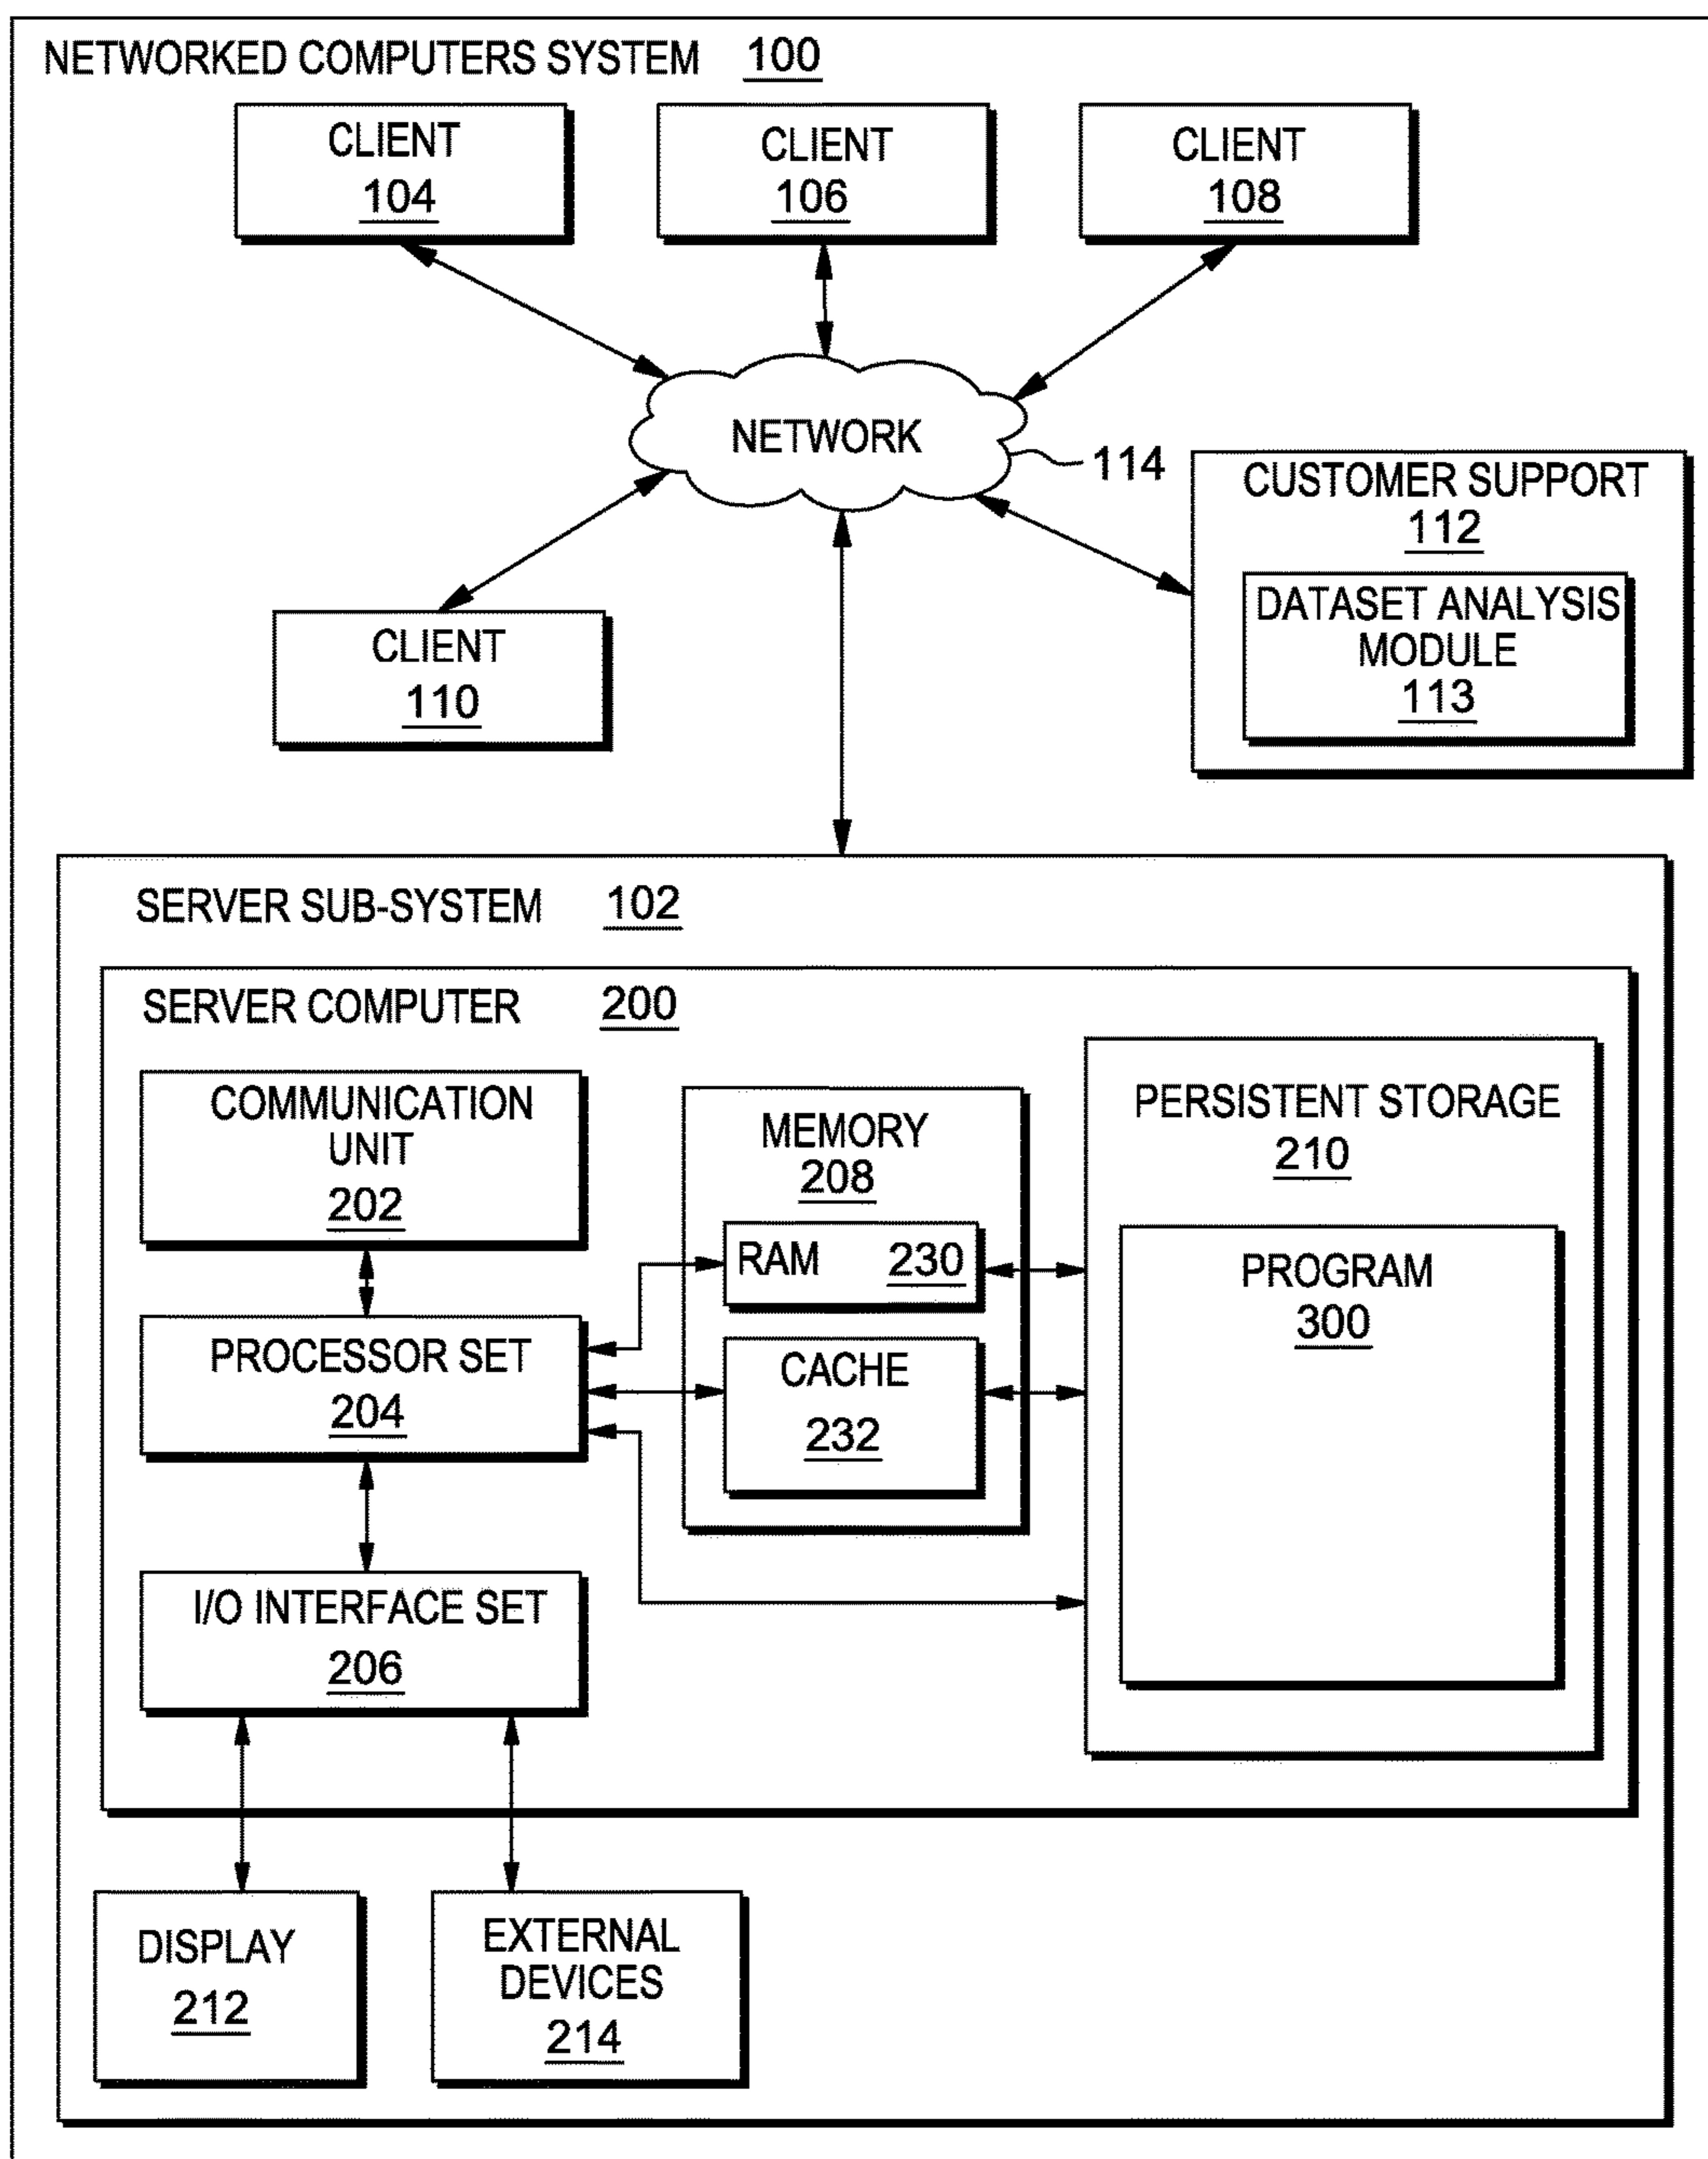 NETWORKED COMPUTERS SYSTEM 100
CLIENT
104
CLIENT
106
CLIENT
108
NETWORK
114
CUSTOMER SUPPORT
112
DATASET ANALYSIS
MODULE
113
CLIENT
110
SERVER SUB-SYSTEM 102
SERVER COMPUTER 200
COMMUNICATION
UNIT
202
MEMORY
208
PERSISTENT STORAGE
210
RAM 230
PROGRAM
300
PROCESSOR SET
204
CACHE
232
I/O INTERFACE SET
206
DISPLAY
212
EXTERNAL
DEVICES
214